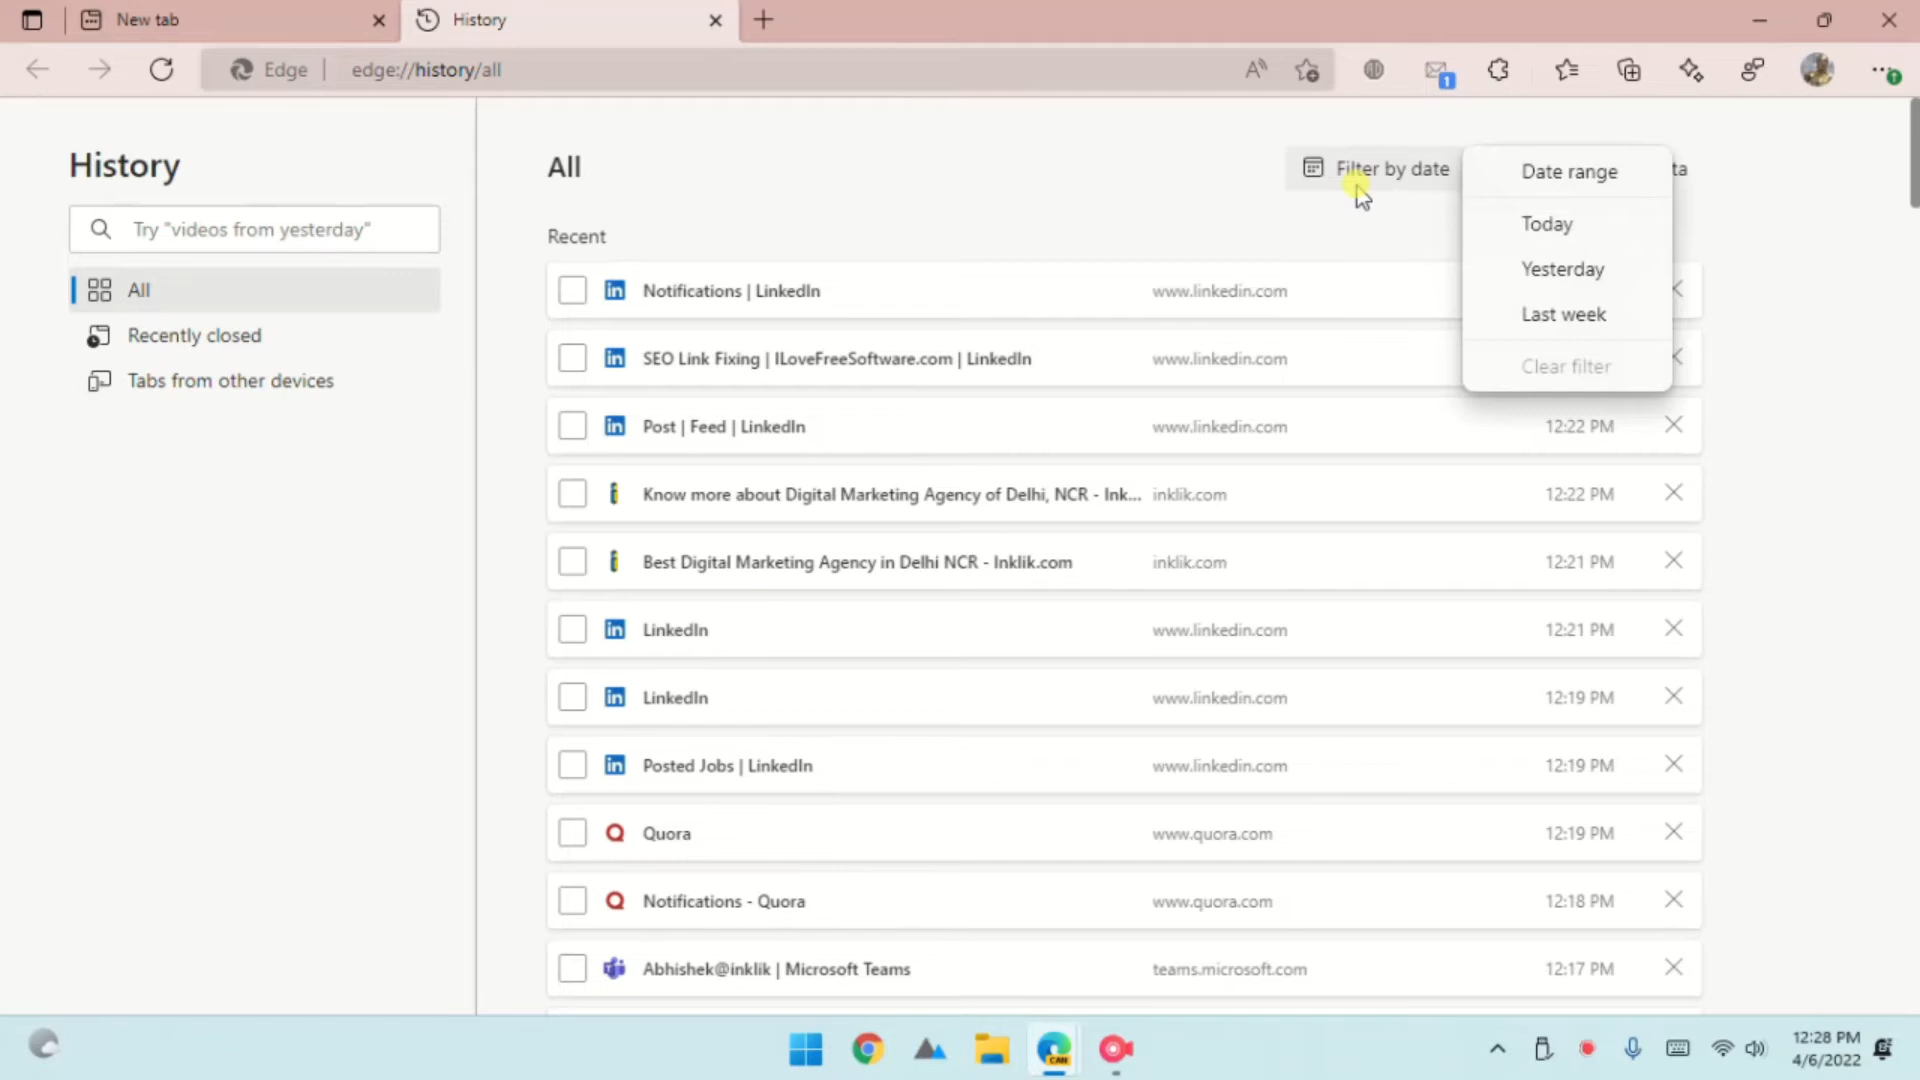 New tab
History
Edge
edge://history/all
1
History
Try "videos from yesterday"
All
Recently closed
Tabs from other devices
All
Filter by date
ta
Date range
Today
Yesterday
Last week
Clear filter
Recent
Notifications | LinkedIn www.linkedin.com
SEO Link Fixing | ILoveFreeSoftware.com | LinkedIn www.linkedin.com
Post | Feed | LinkedIn www.linkedin.com 12:22 PM
Know more about Digital Marketing Agency of Delhi, NCR - Ink... inklik.com 12:22 PM
Best Digital Marketing Agency in Delhi NCR - Inklik.com inklik.com 12:21 PM
LinkedIn www.linkedin.com 12:21 PM
LinkedIn www.linkedin.com 12:19 PM
Posted Jobs | LinkedIn www.linkedin.com 12:19 PM
Quora www.quora.com 12:19 PM
Notifications - Quora www.quora.com 12:18 PM
Abhishek@inklik | Microsoft Teams teams.microsoft.com 12:17 PM
CAN
12:28 PM
4/6/2022